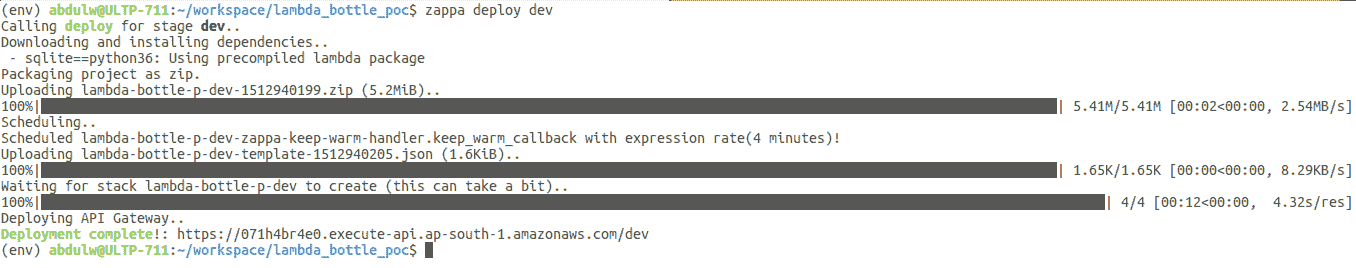 (env) abdulw@ULTP-711:~/workspace/lambda_bottle_poc$ zappa deploy dev
Calling deploy for stage dev..
Downloading and installing dependencies..
 - sqlite==python36: Using precompiled lambda package
Packaging project as zip.
Uploading lambda-bottle-p-dev-1512940199.zip (5.2MiB)..
100%| | 5.41M/5.41M [00:02<00:00, 2.54MB/s]
Scheduling..
Scheduled lambda-bottle-p-dev-zappa-keep-warm-handler.keep_warm_callback with expression rate(4 minutes)!
Uploading lambda-bottle-p-dev-template-1512940205.json (1.6KiB)..
100%| | 1.65K/1.65K [00:00<00:00, 8.29KB/s]
Waiting for stack lambda-bottle-p-dev to create (this can take a bit)..
100%| | 4/4 [00:12<00:00,  4.32s/res]
Deploying API Gateway..
Deployment complete!: https://071h4br4e0.execute-api.ap-south-1.amazonaws.com/dev
(env) abdulw@ULTP-711:~/workspace/lambda_bottle_poc$